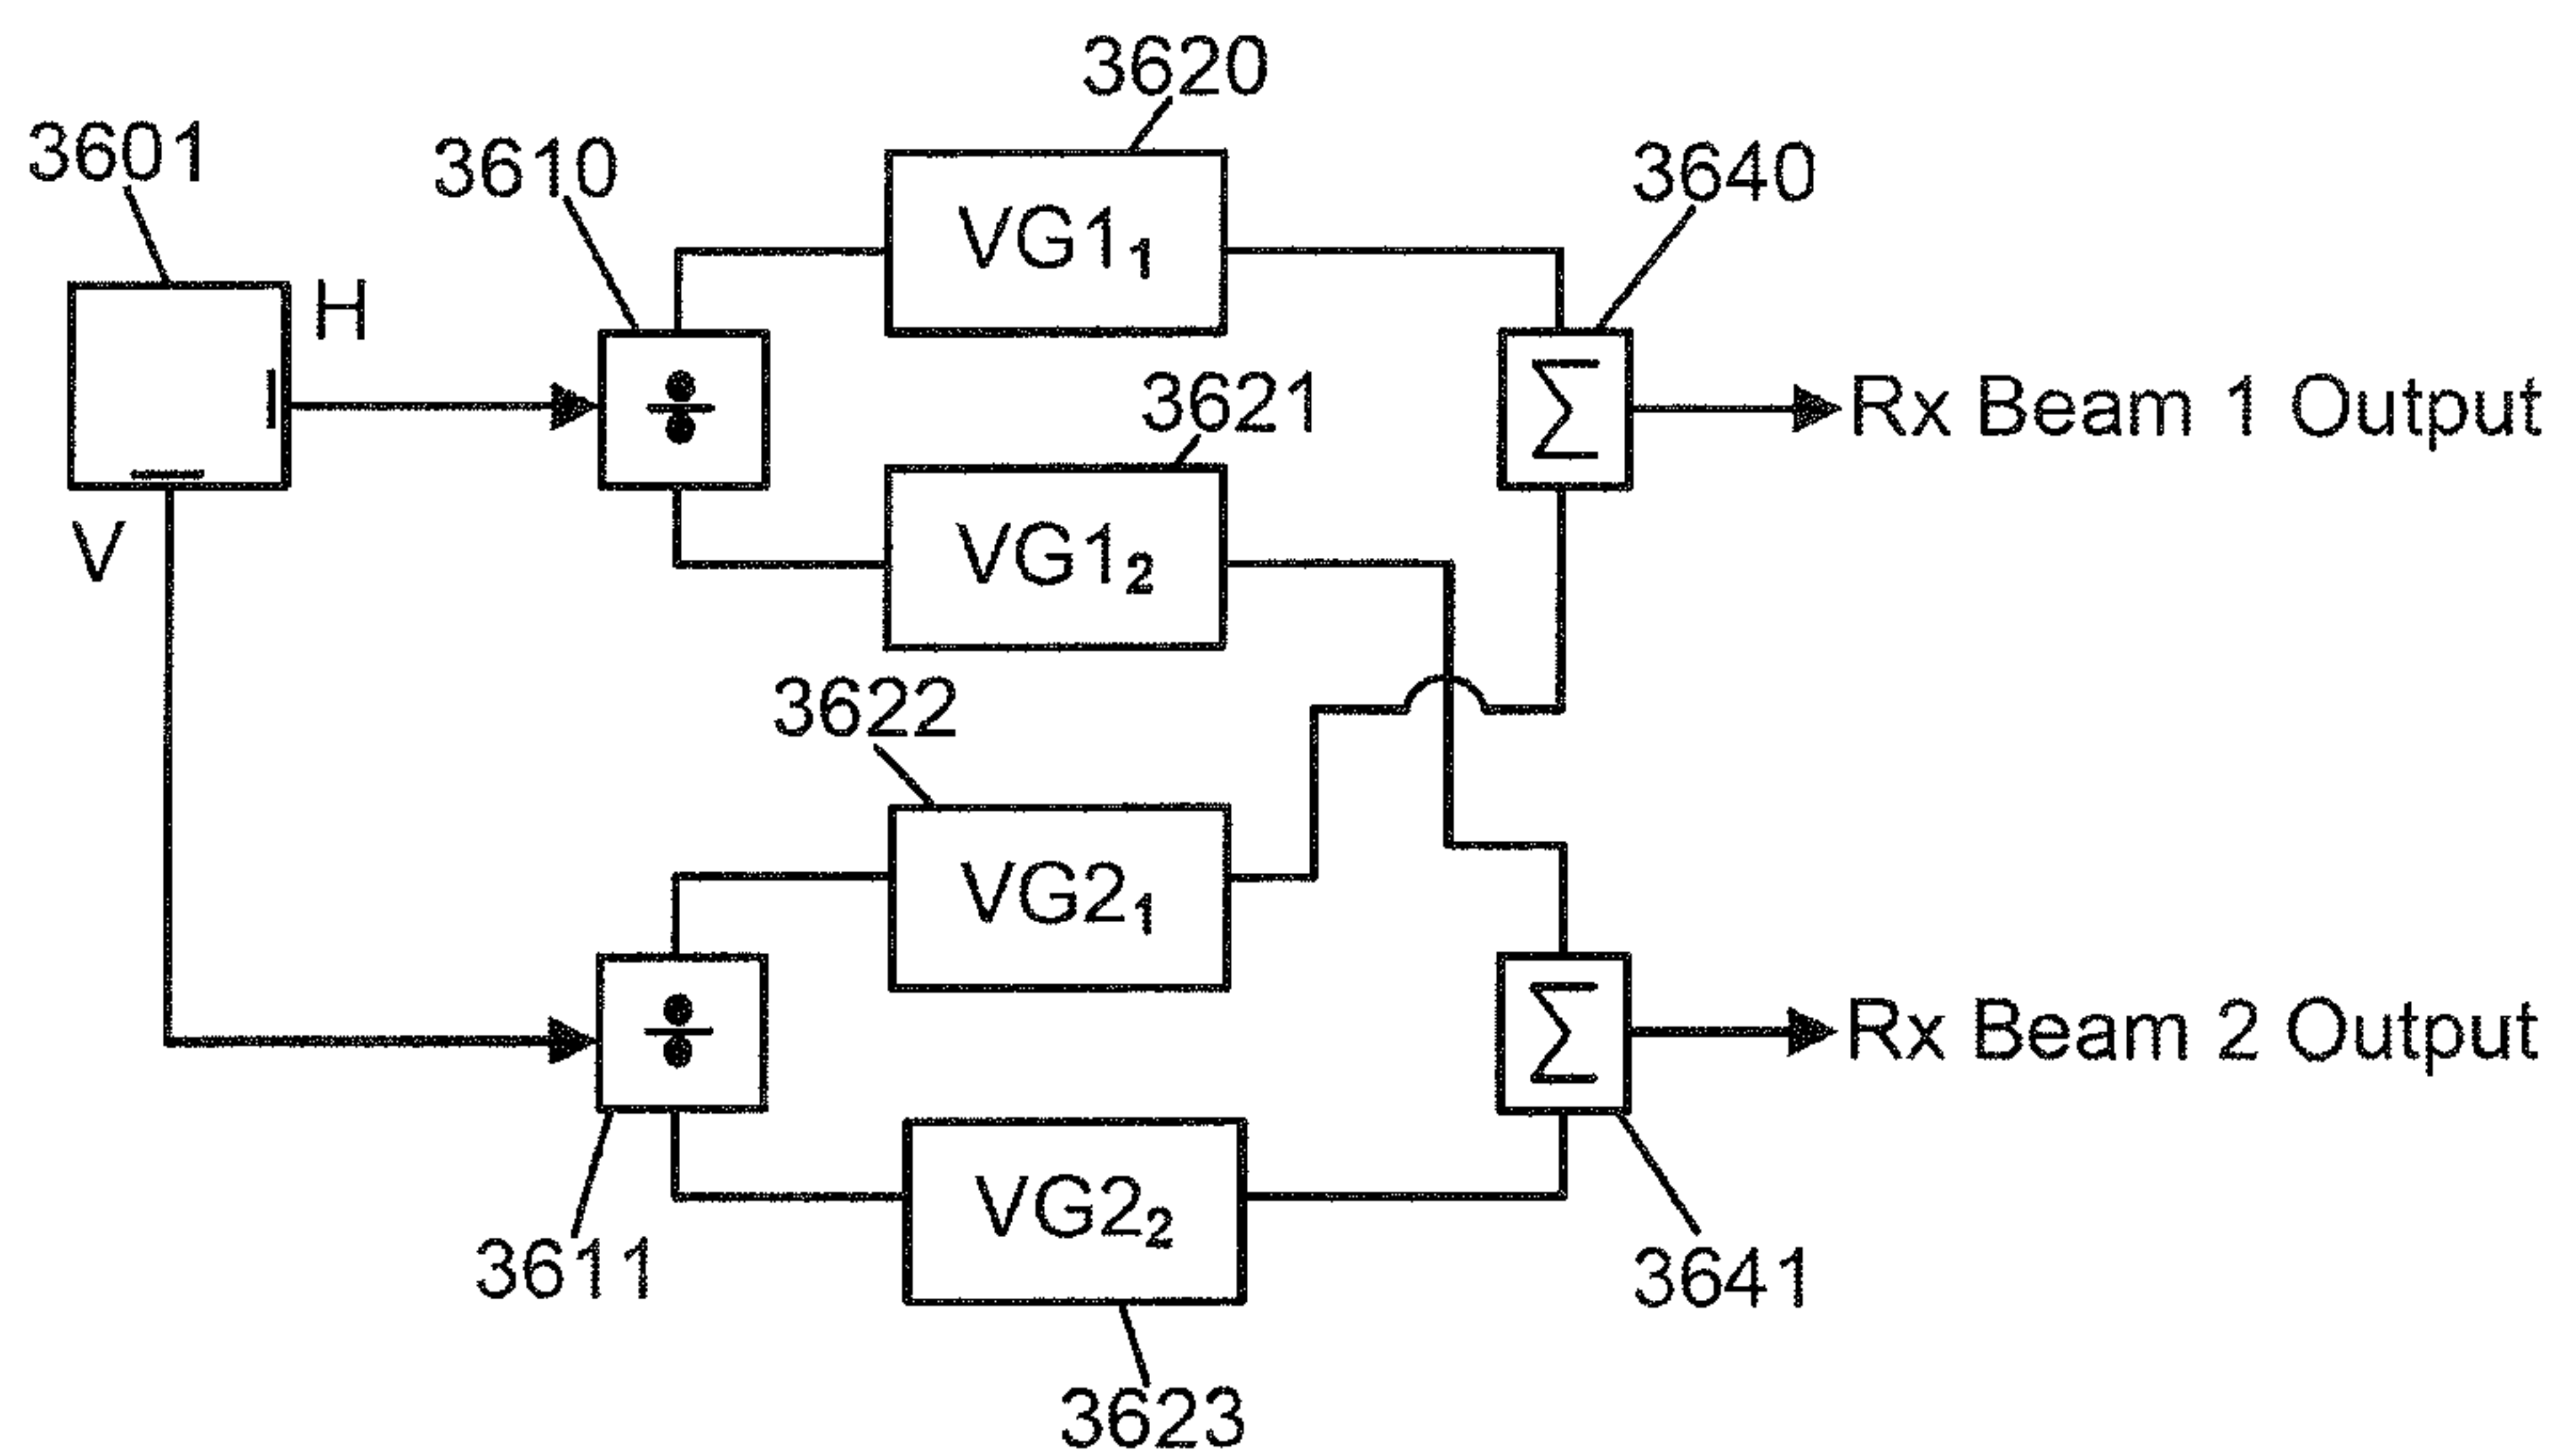 3620
3601
3610
3640
VG1₁
H
÷
3621
Σ
Rx Beam 1 Output
V
VG1₂
3622
VG2₁
÷
Σ
Rx Beam 2 Output
VG2₂
3611
3641
3623